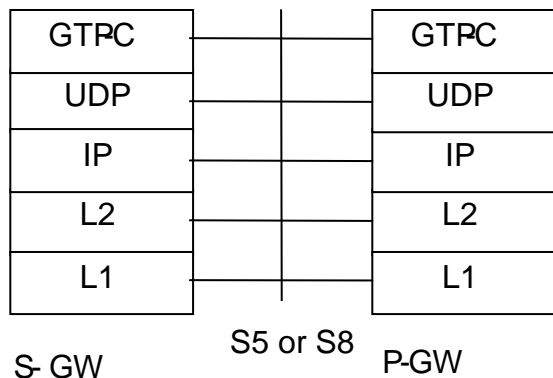 GTP-C GTP-C
UDP UDP
IP IP
L2 L2
L1 L1
S5 or S8
S- GW P-GW